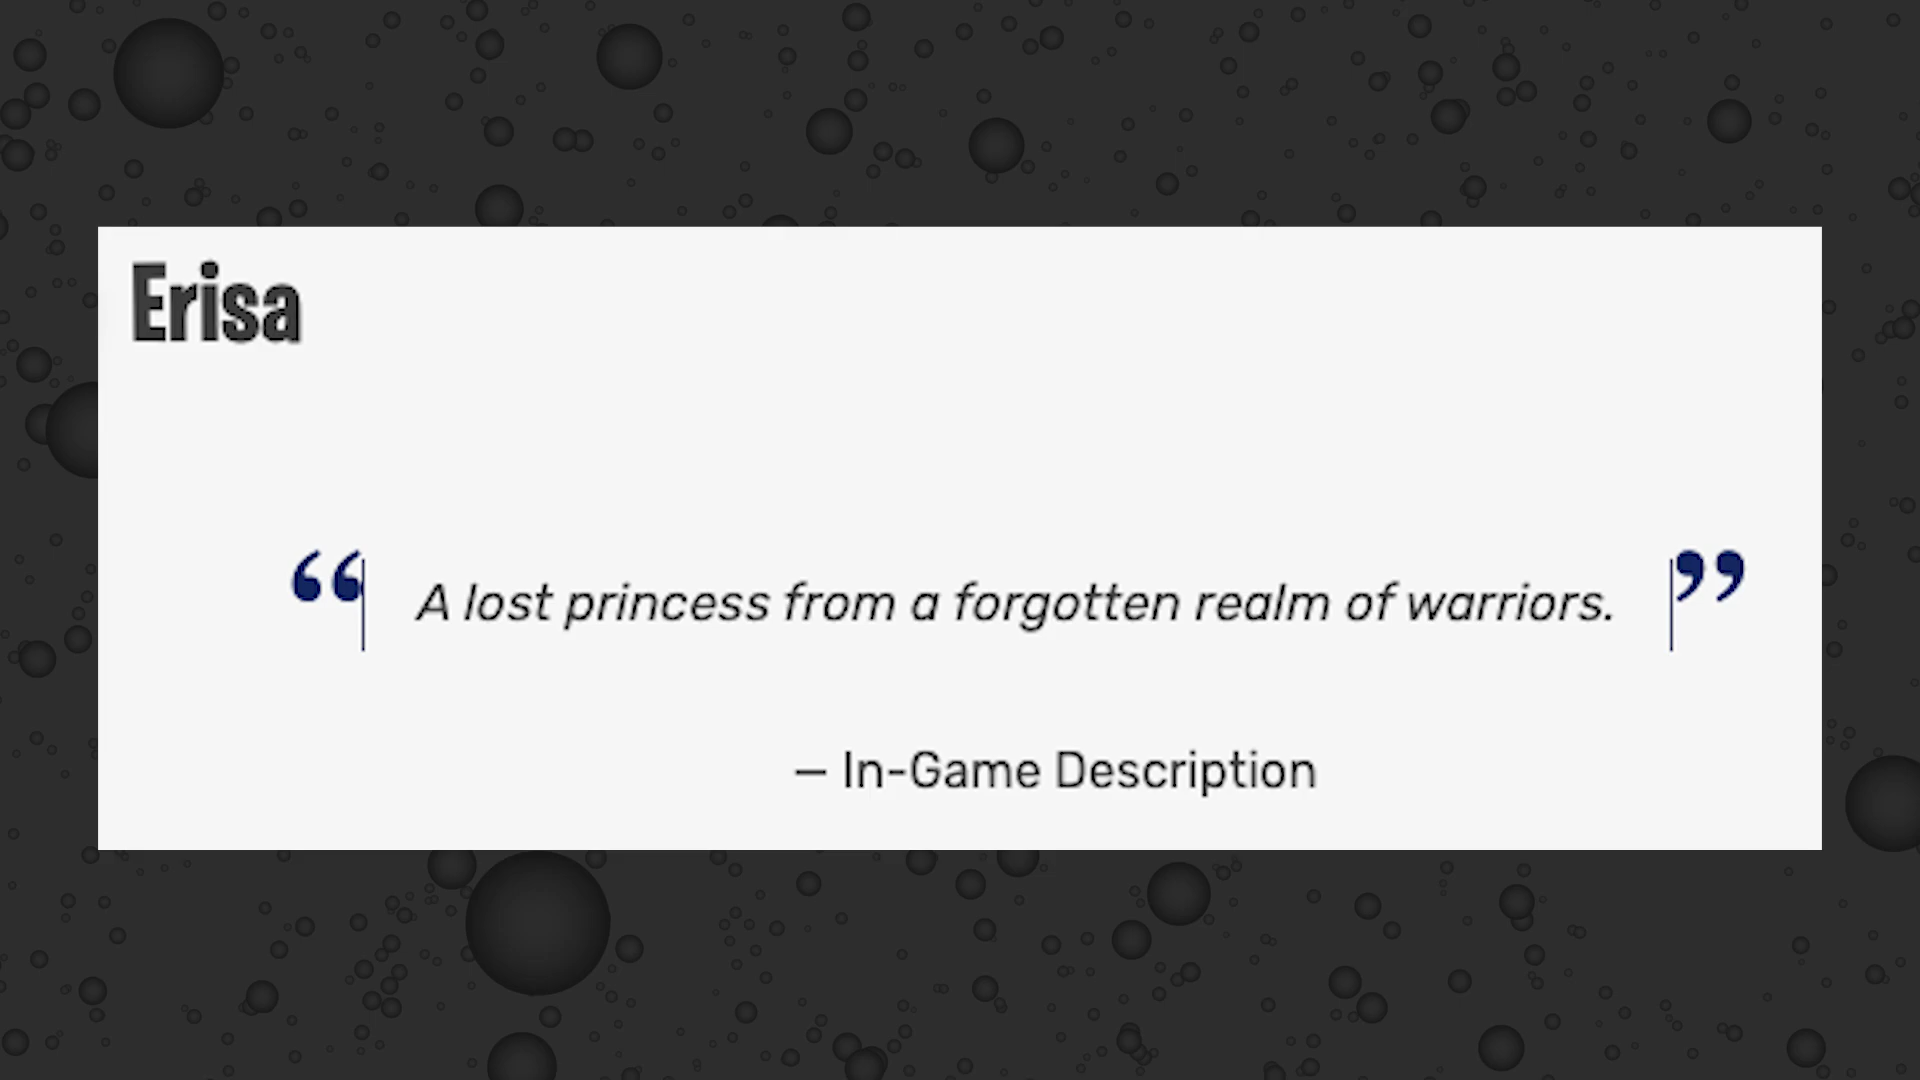 Erisa
“ A lost princess from a forgotten realm of warriors. ”
– In-Game Description